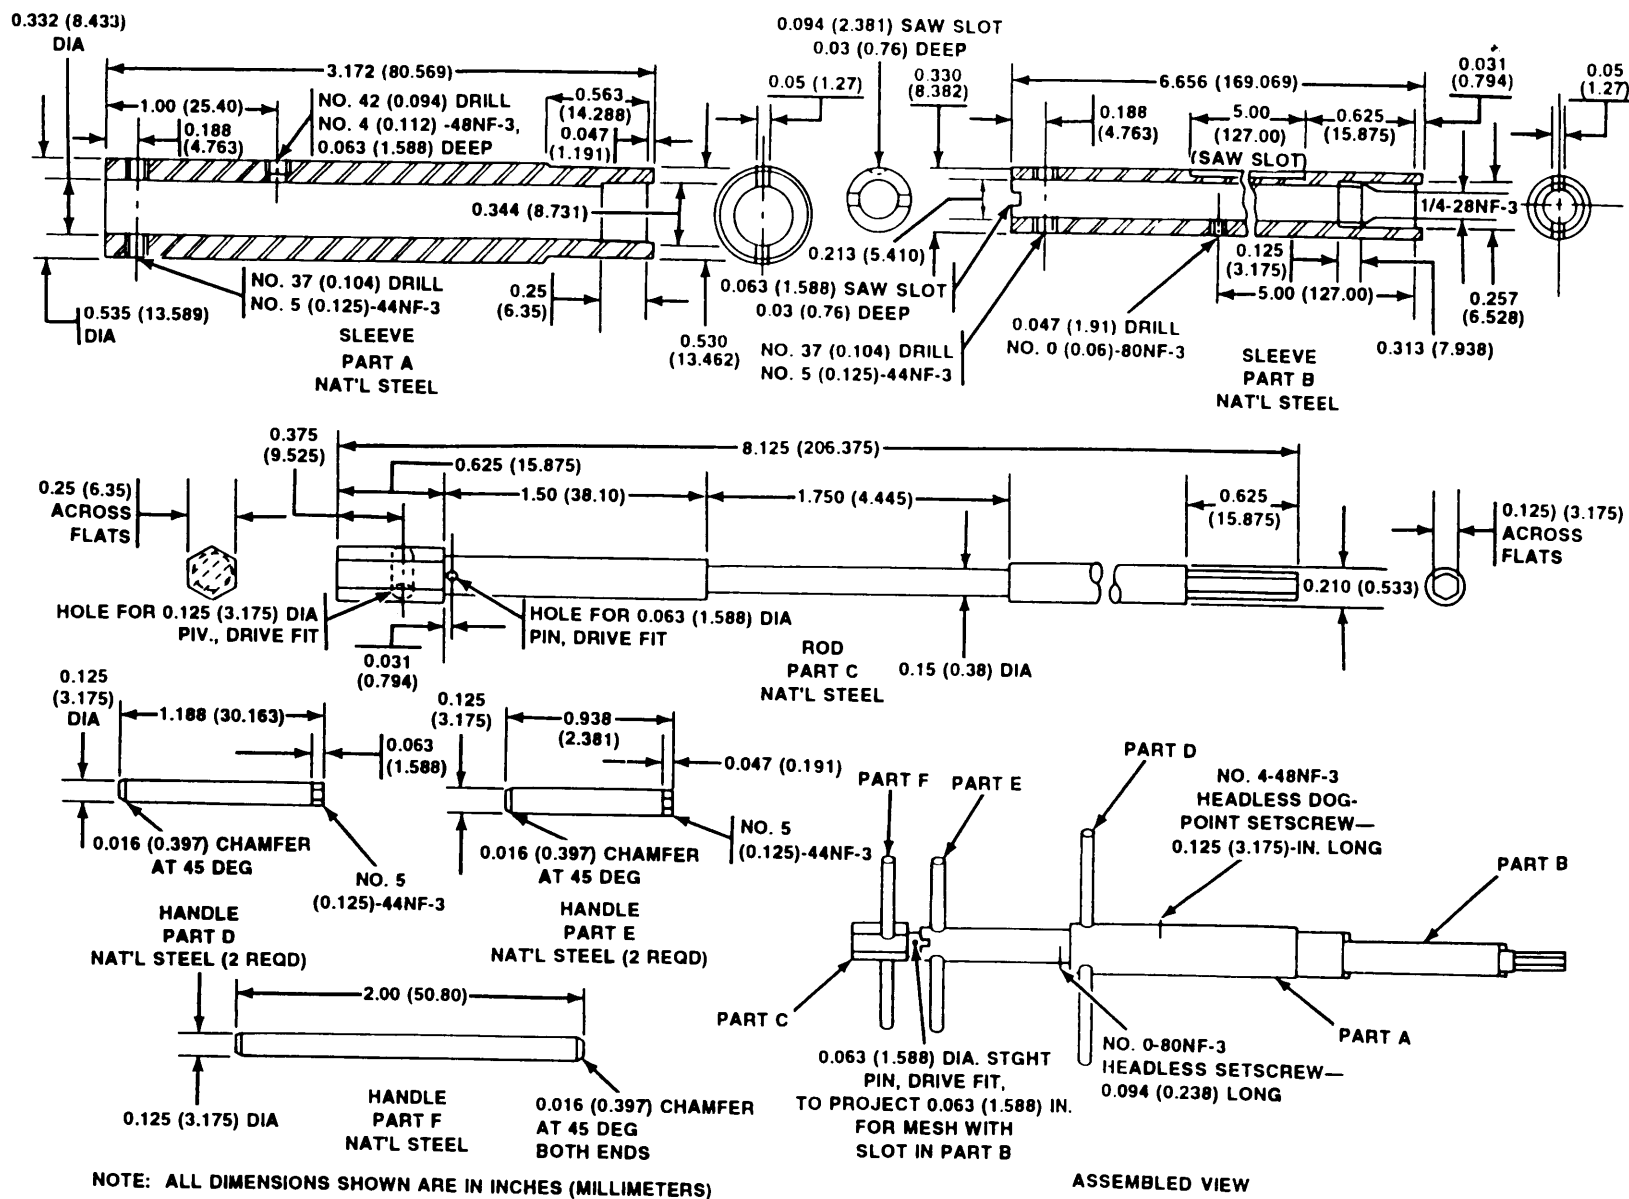 0.332 (8.433)
DIA
3.172 (80.569)
1.00 (25.40)
0.188
(4.763)
NO. 42 (0.094) DRILL
NO. 4 (0.112) -48NF-3,
0.063 (1.588) DEEP
0.563
(14.288)
0.047
(1.191)
0.05 (1.27)
0.344 (8.731)
NO. 37 (0.104) DRILL
NO. 5 (0.125)-44NF-3
0.25
(6.35)
0.535 (13.589)
DIA
0.530
(13.462)
SLEEVE
PART A
NAT'L STEEL
0.094 (2.381) SAW SLOT
0.03 (0.76) DEEP
0.330
(8.382)
6.656 (169.069)
0.031
(0.794)
0.05
(1.27)
0.188
(4.763)
5.00
(127.00)
(SAW SLOT)
0.625
(15.875)
1/4-28NF-3
0.213 (5.410)
0.063 (1.588) SAW SLOT
0.03 (0.76) DEEP
0.125
(3.175)
5.00 (127.00)
0.257
(6.528)
0.047 (1.91) DRILL
NO. 0 (0.06)-80NF-3
0.313 (7.938)
NO. 37 (0.104) DRILL
NO. 5 (0.125)-44NF-3
SLEEVE
PART B
NAT'L STEEL
0.375
(9.525)
8.125 (206.375)
0.625 (15.875)
1.50 (38.10)
1.750 (4.445)
0.625
(15.875)
0.25 (6.35)
ACROSS
FLATS
0.125) (3.175)
ACROSS
FLATS
0.210 (0.533)
HOLE FOR 0.125 (3.175) DIA
PIV., DRIVE FIT
HOLE FOR 0.063 (1.588) DIA
PIN, DRIVE FIT
0.031
(0.794)
0.15 (0.38) DIA
ROD
PART C
NAT'L STEEL
0.125
(3.175)
DIA
1.188 (30.163)
0.063
(1.588)
0.016 (0.397) CHAMFER
AT 45 DEG
NO. 5
(0.125)-44NF-3
HANDLE
PART D
NAT'L STEEL (2 REQD)
0.125
(3.175)
0.938
(2.381)
0.047 (0.191)
0.016 (0.397) CHAMFER
AT 45 DEG
NO. 5
(0.125)-44NF-3
HANDLE
PART E
NAT'L STEEL (2 REQD)
2.00 (50.80)
0.125 (3.175) DIA
0.016 (0.397) CHAMFER
AT 45 DEG
BOTH ENDS
HANDLE
PART F
NAT'L STEEL
PART F
PART E
PART D
NO. 4-48NF-3
HEADLESS DOG-
POINT SETSCREW—
0.125 (3.175)-IN. LONG
PART B
PART C
PART A
0.063 (1.588) DIA. STGHT
PIN, DRIVE FIT,
TO PROJECT 0.063 (1.588) IN.
FOR MESH WITH
SLOT IN PART B
NO. 0-80NF-3
HEADLESS SETSCREW—
0.094 (0.238) LONG
NOTE: ALL DIMENSIONS SHOWN ARE IN INCHES (MILLIMETERS)
ASSEMBLED VIEW